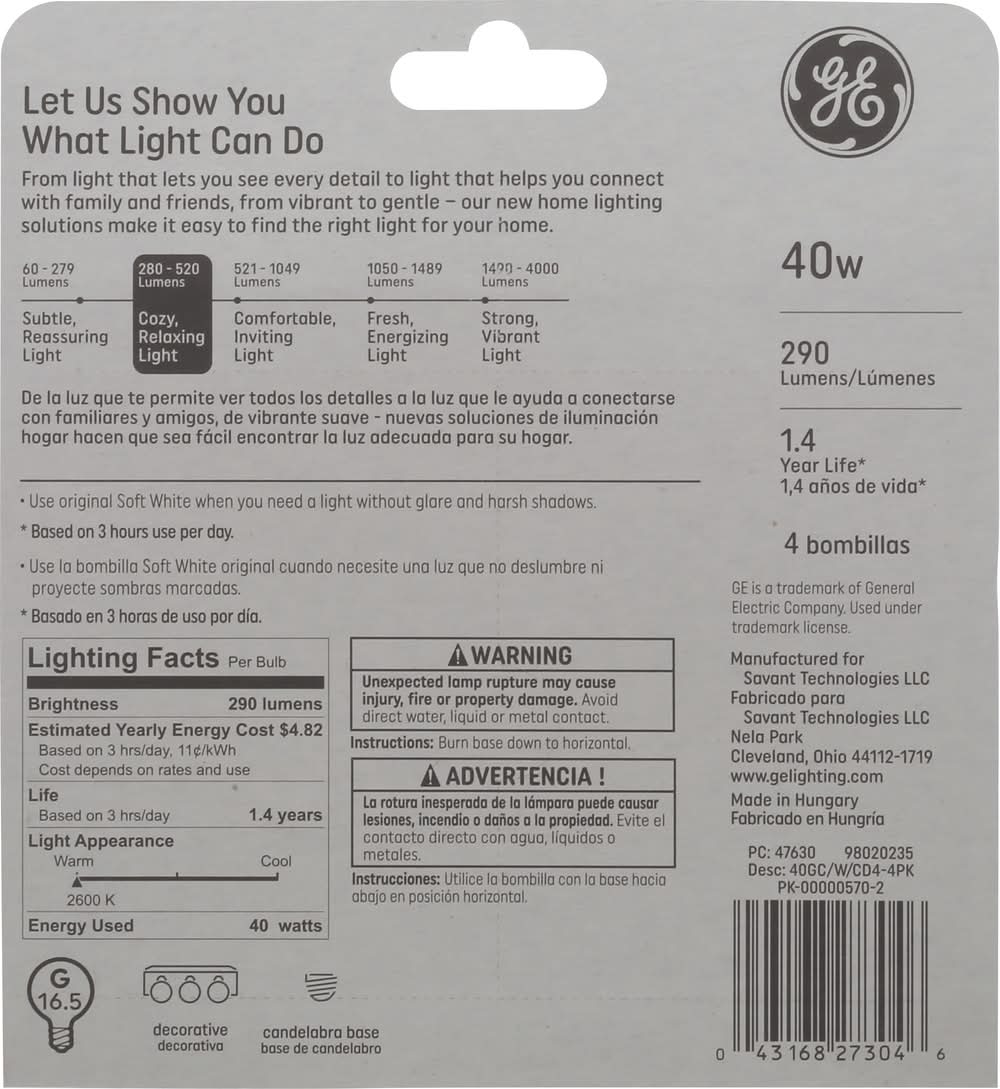 Let Us Show You
What Light Can Do
From light that lets you see every detail to light that helps you connect
with family and friends, from vibrant to gentle – our new home lighting
solutions make it easy to find the right light for your home.
60 - 279
Lumens
Subtle,
Reassuring
Light
280 - 520
Lumens
Cozy,
Relaxing
Light
521 - 1049
Lumens
Comfortable,
Inviting
Light
1050 - 1489
Lumens
Fresh,
Energizing
Light
1490 - 4000
Lumens
Strong,
Vibrant
Light
De la luz que te permite ver todos los detalles a la luz que le ayuda a conectarse
con familiares y amigos, de vibrante suave - nuevas soluciones de iluminación
hogar hacen que sea fácil encontrar la luz adecuada para su hogar.
• Use original Soft White when you need a light without glare and harsh shadows.
* Based on 3 hours use per day.
• Use la bombilla Soft White original cuando necesite una luz que no deslumbre ni
proyecte sombras marcadas.
* Basado en 3 horas de uso por día.
Lighting Facts Per Bulb
Brightness 290 lumens
Estimated Yearly Energy Cost $4.82
Based on 3 hrs/day, 11¢/kWh
Cost depends on rates and use
Life
Based on 3 hrs/day 1.4 years
Light Appearance
Warm Cool
2600 K
Energy Used 40 watts
WARNING
Unexpected lamp rupture may cause
injury, fire or property damage. Avoid
direct water, liquid or metal contact.
Instructions: Burn base down to horizontal.
ADVERTENCIA !
La rotura inesperada de la lámpara puede causar
lesiones, incendio o daños a la propiedad. Evite el
contacto directo con agua, líquidos o
metales.
Instrucciones: Utilice la bombilla con la base hacia
abajo en posición horizontal.
G
16.5
decorative
decorativa
candelabra base
base de candelabro
GE
40w
290
Lumens/Lúmenes
1.4
Year Life*
1,4 años de vida*
4 bombillas
GE is a trademark of General
Electric Company. Used under
trademark license.
Manufactured for
Savant Technologies LLC
Fabricado para
Savant Technologies LLC
Nela Park
Cleveland, Ohio 44112-1719
www.gelighting.com
Made in Hungary
Fabricado en Hungría
PC: 47630 98020235
Desc: 40GC/W/CD4-4PK
PK-00000570-2
0 43168 27304 6